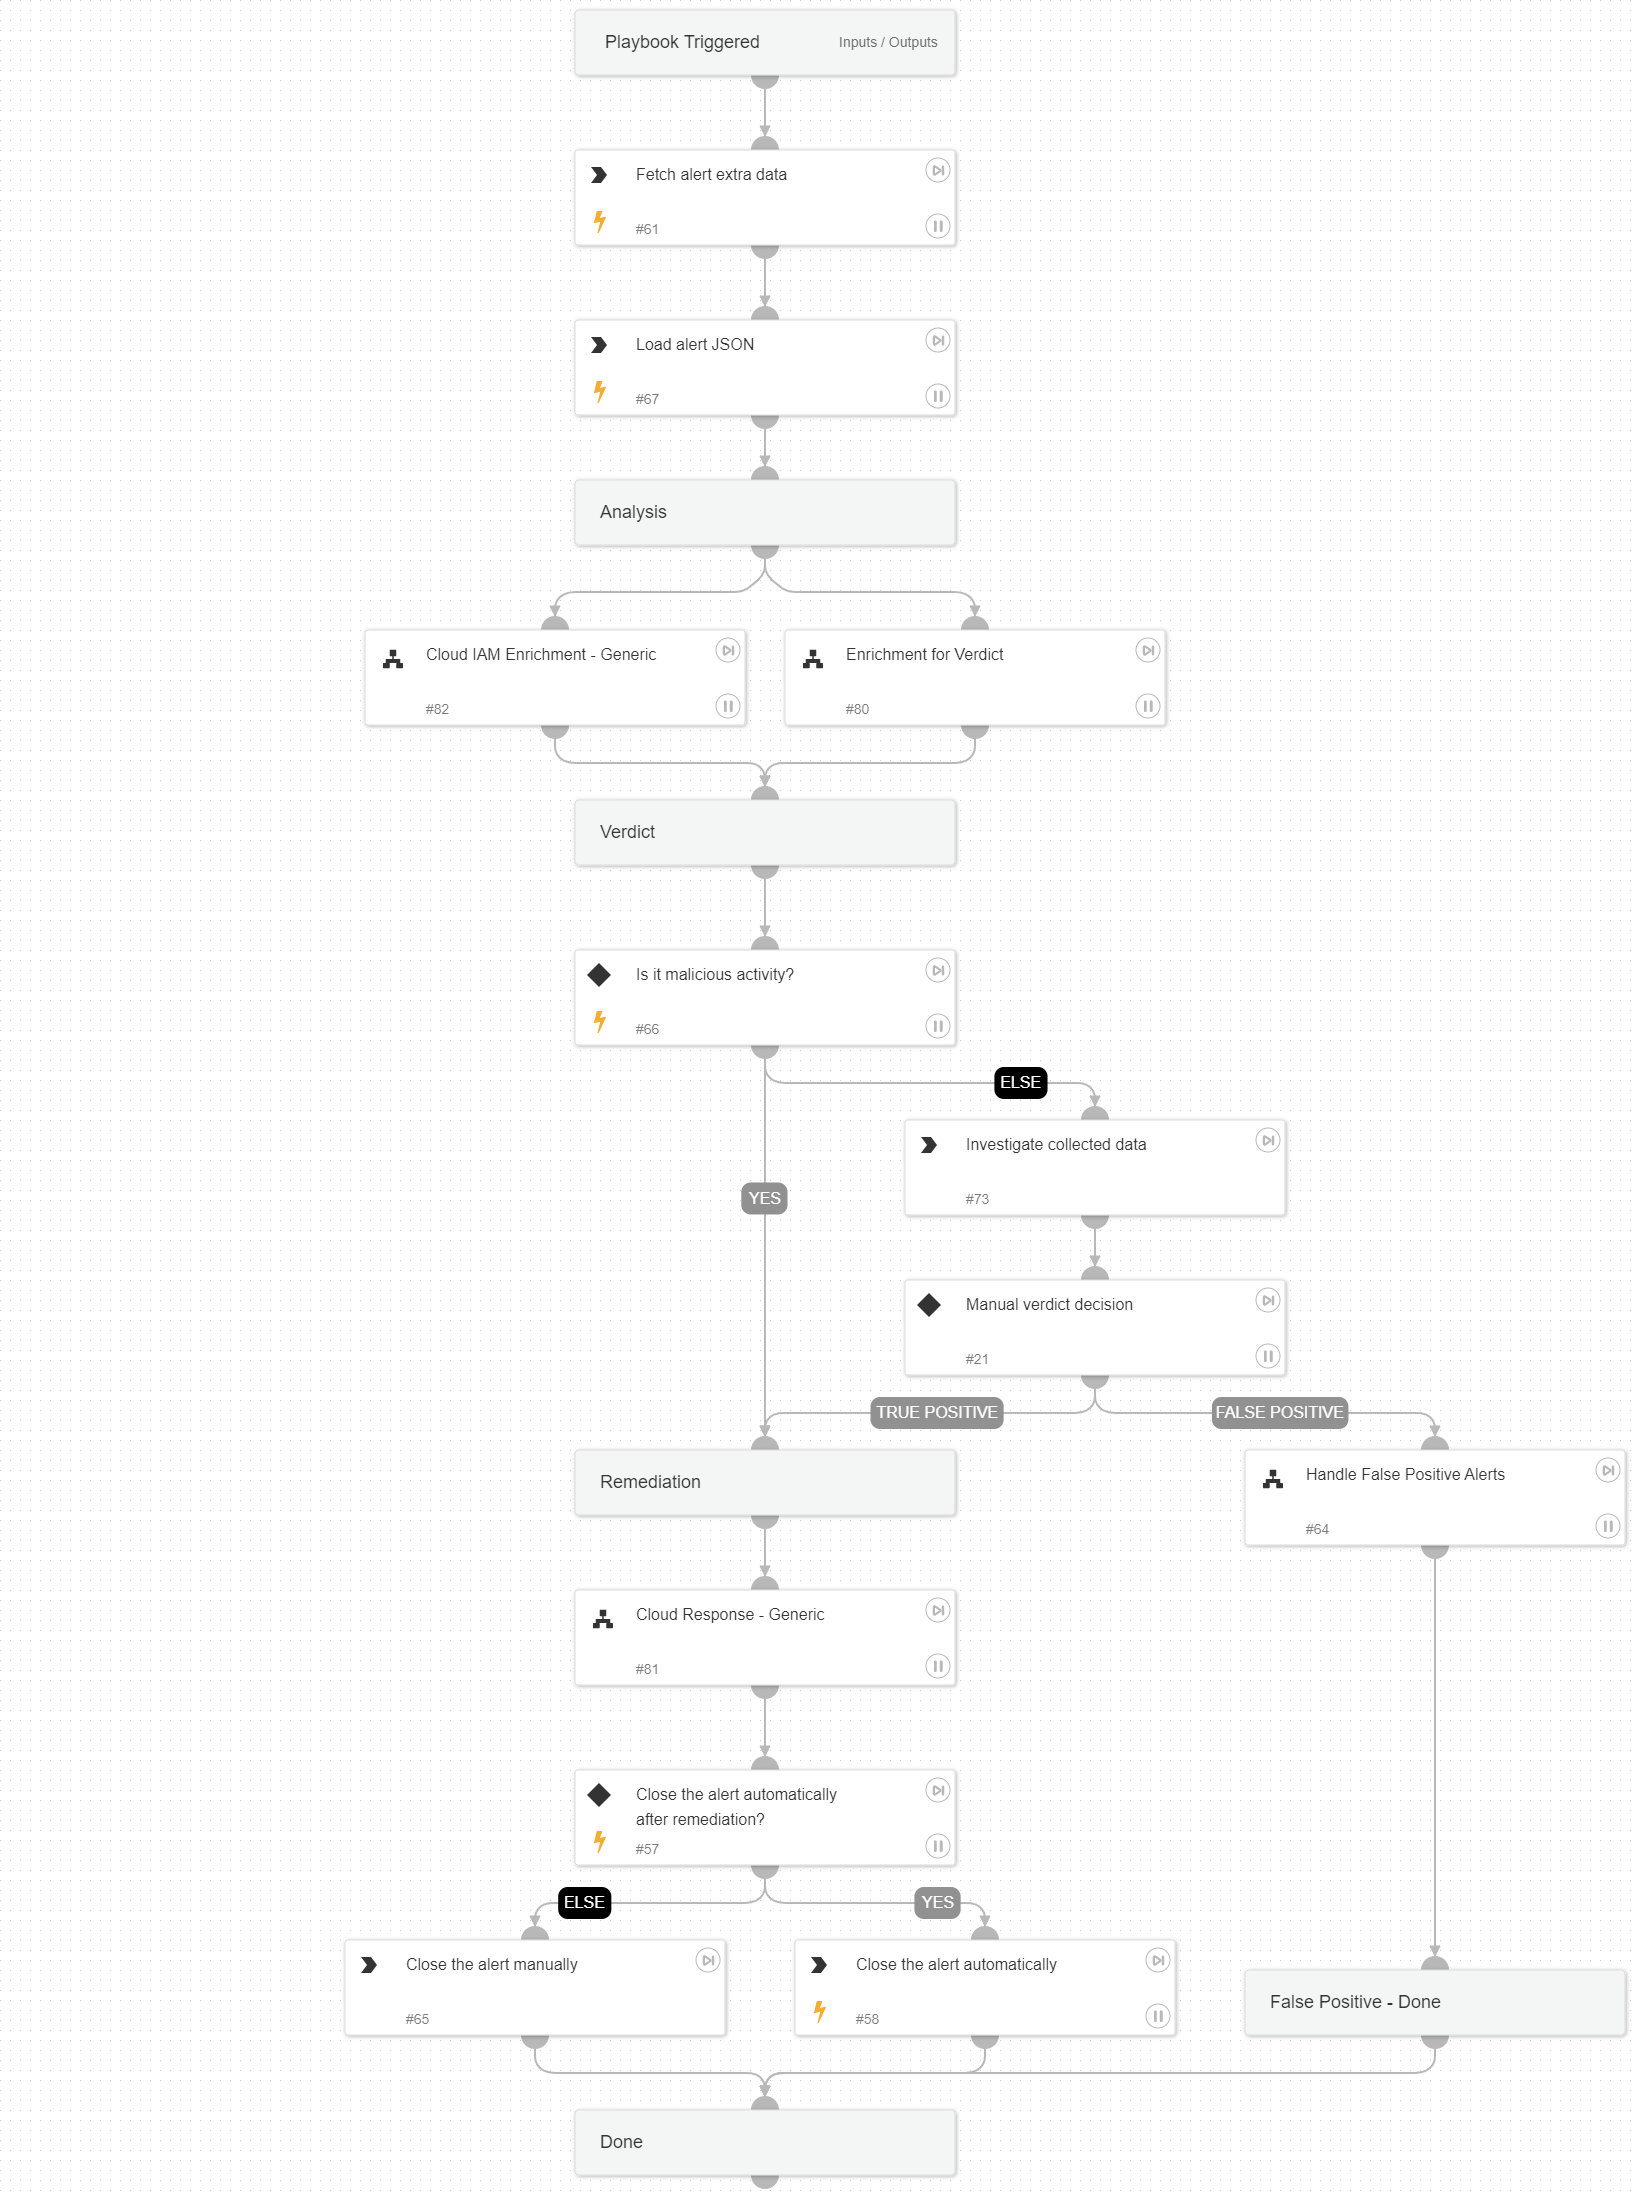 Playbook Triggered
Inputs / Outputs
Fetch alert extra data
#61
Load alert JSON
#67
Analysis
Cloud IAM Enrichment - Generic
#82
Enrichment for Verdict
#80
Verdict
Is it malicious activity?
#66
ELSE
Investigate collected data
#73
YES
Manual verdict decision
#21
TRUE POSITIVE
FALSE POSITIVE
Remediation
Handle False Positive Alerts
#64
Cloud Response - Generic
#81
Close the alert automatically
after remediation?
#57
ELSE
YES
Close the alert manually
#65
Close the alert automatically
#58
False Positive - Done
Done